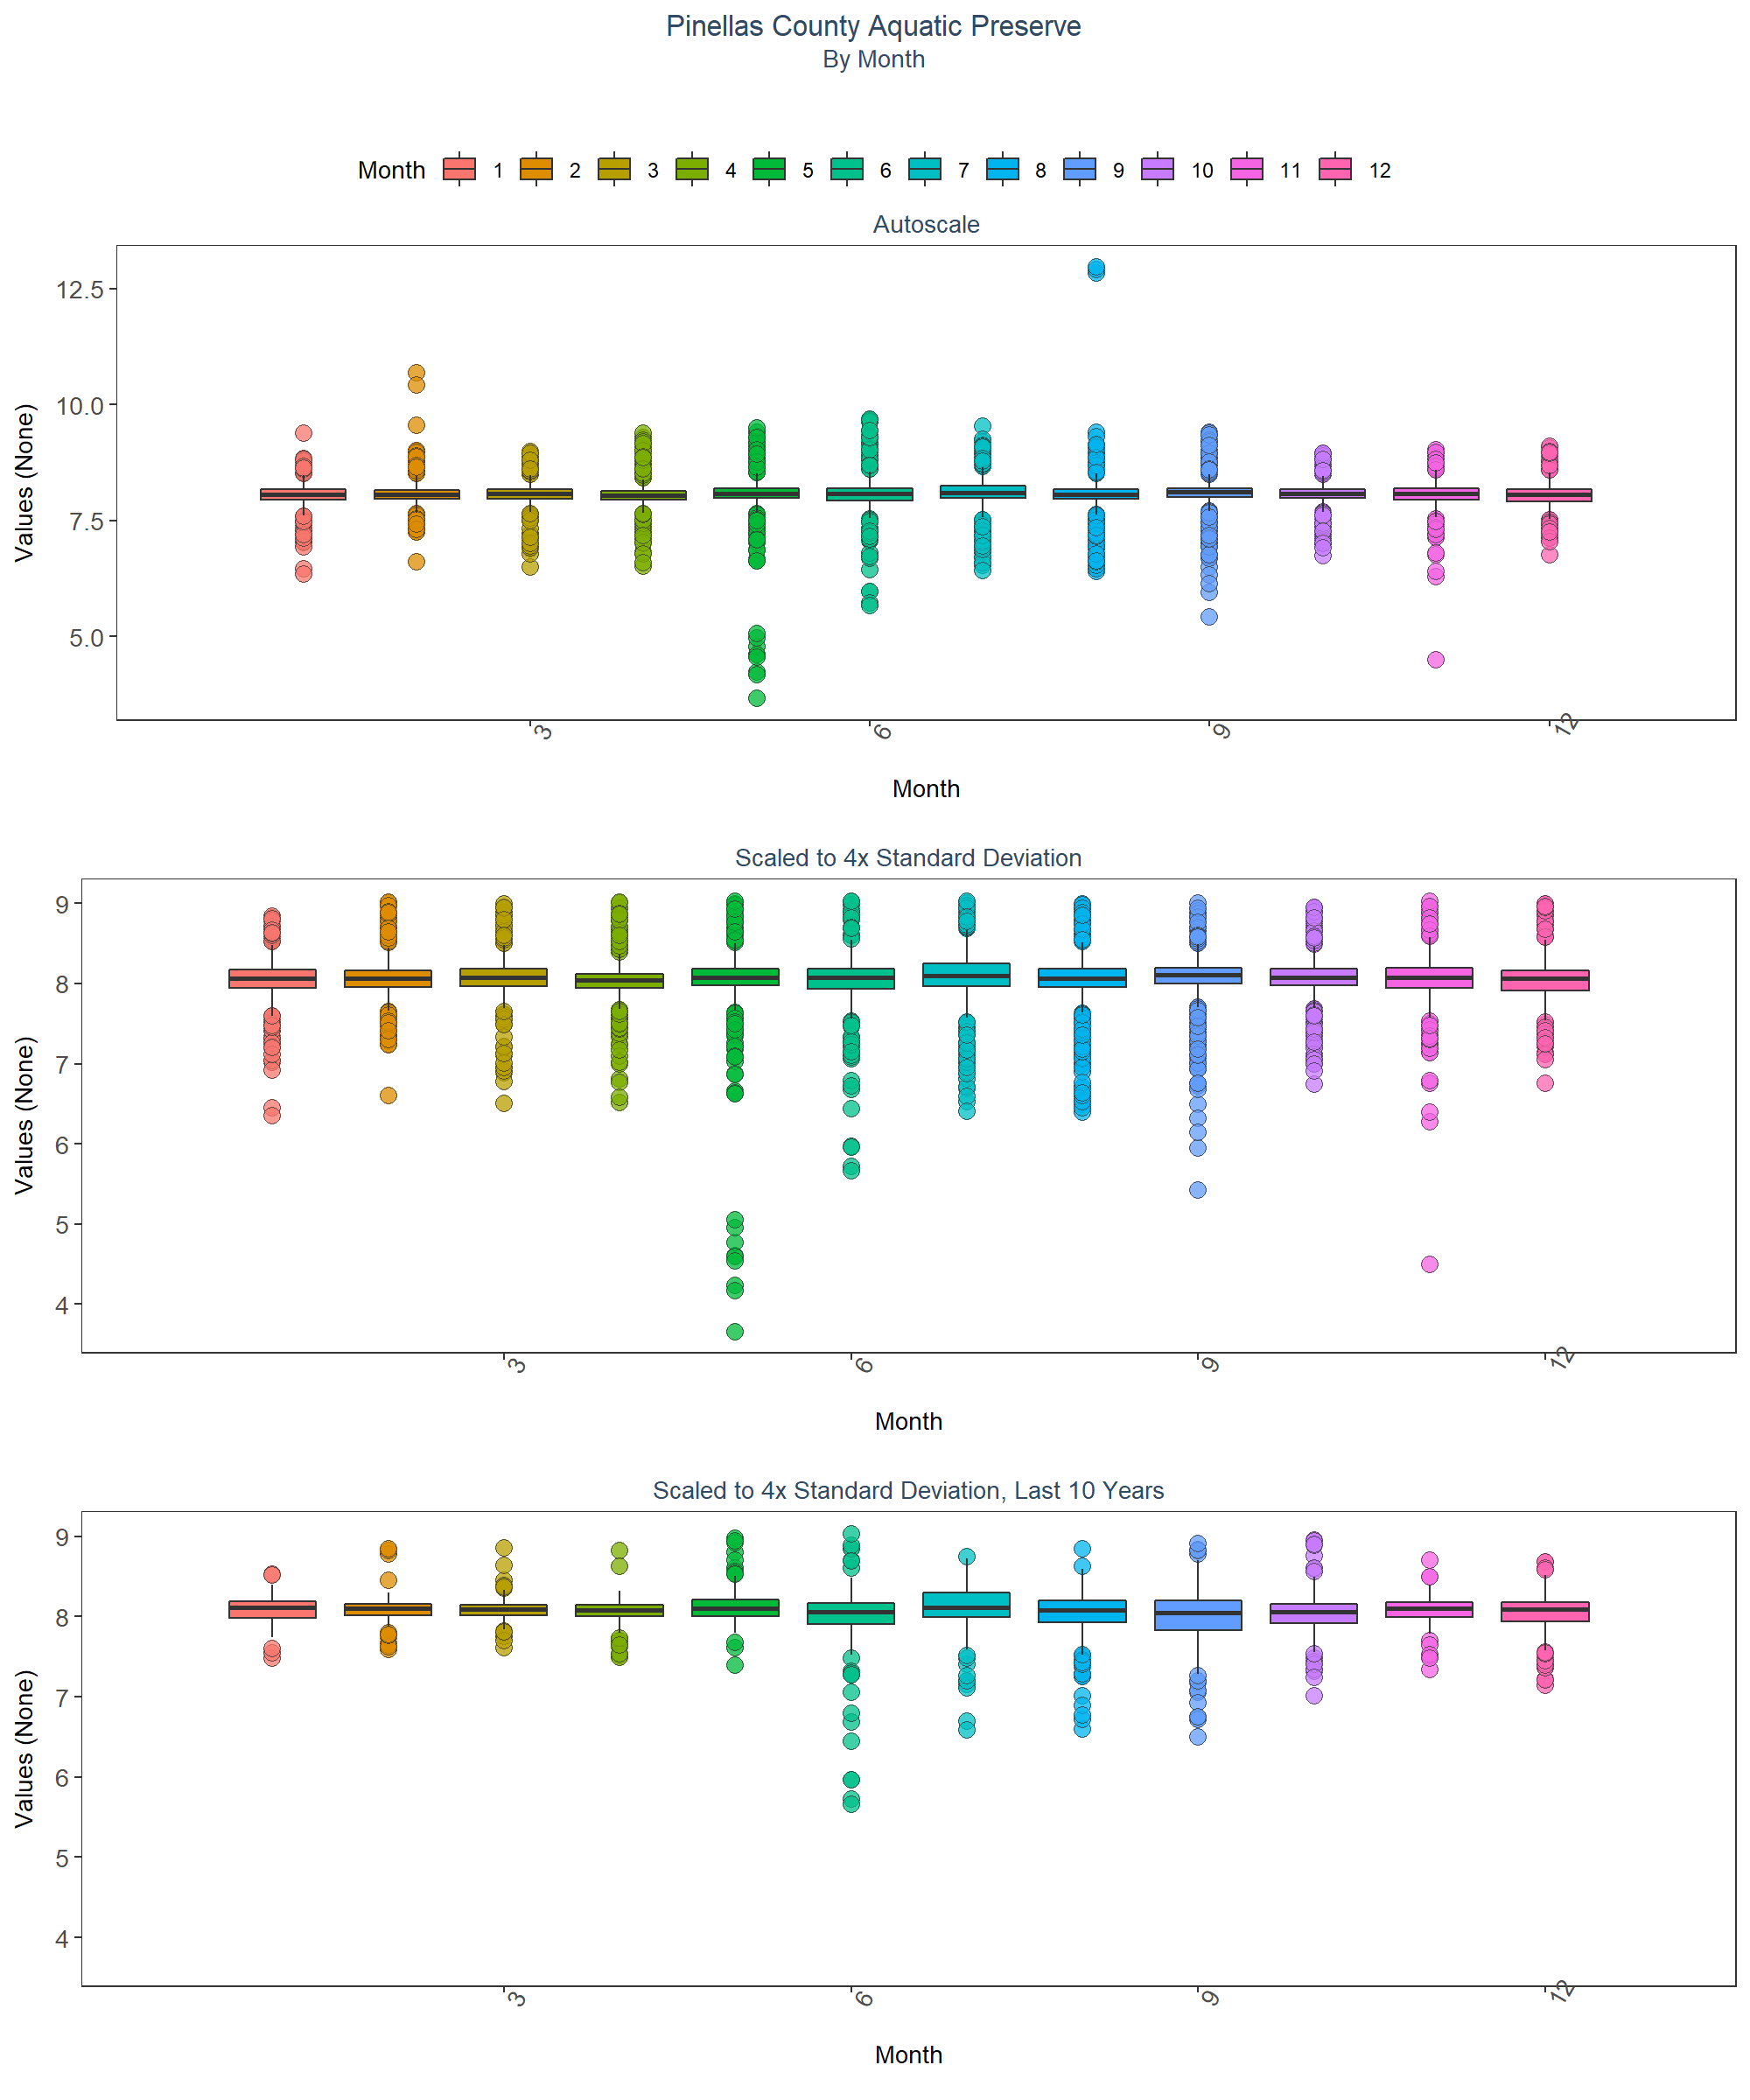 Pinellas County Aquatic Preserve
By Month
Month 1 2 3 4 5 6 7 8 9 10 11 12
Autoscale
Values (None)
12.5
10.0
7.5
5.0
3 6 9 12
Month
Scaled to 4x Standard Deviation
Values (None)
9
8
7
6
5
4
3 6 9 12
Month
Scaled to 4x Standard Deviation, Last 10 Years
Values (None)
9
8
7
6
5
4
3 6 9 12
Month